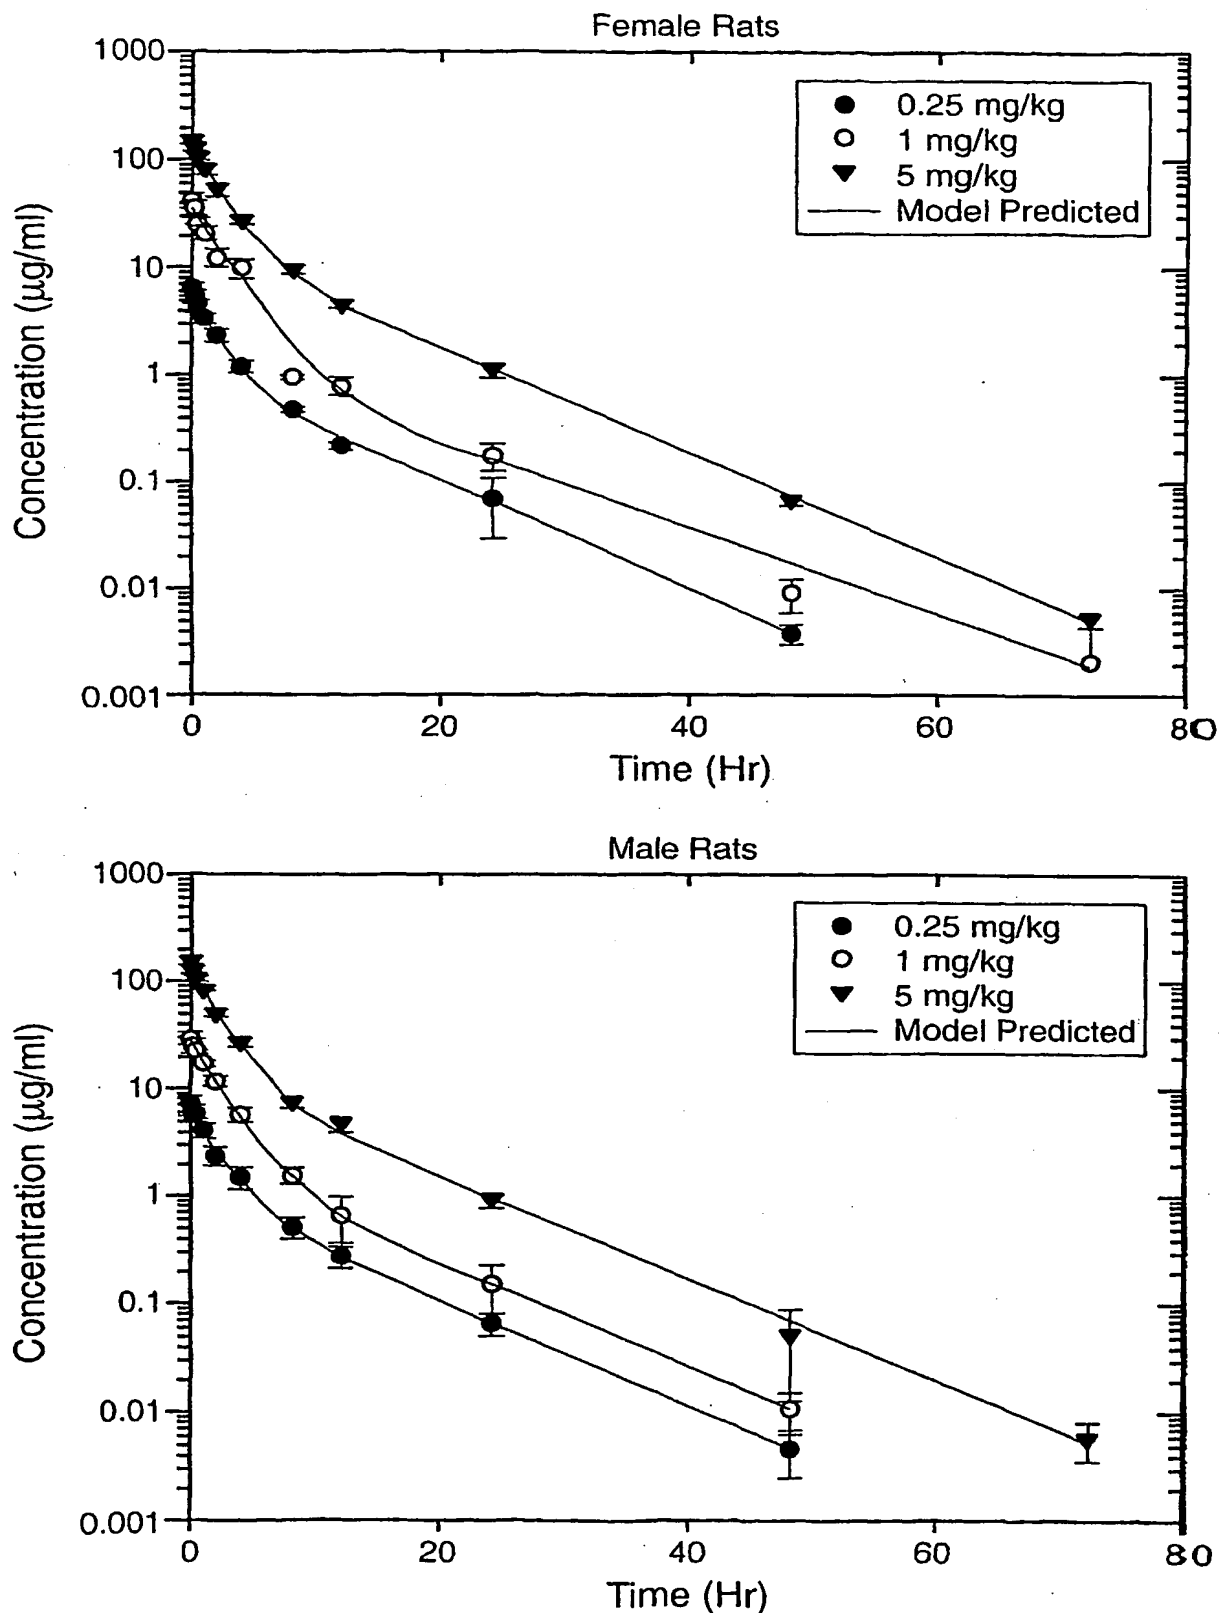 Female Rats
1000
100
10
1
0.1
0.01
0.001
Concentration (µg/ml)
0.25 mg/kg
1 mg/kg
5 mg/kg
Model Predicted
0 20 40 60 80
Time (Hr)
Male Rats
1000
100
10
1
0.1
0.01
0.001
Concentration (µg/ml)
0.25 mg/kg
1 mg/kg
5 mg/kg
Model Predicted
0 20 40 60 80
Time (Hr)